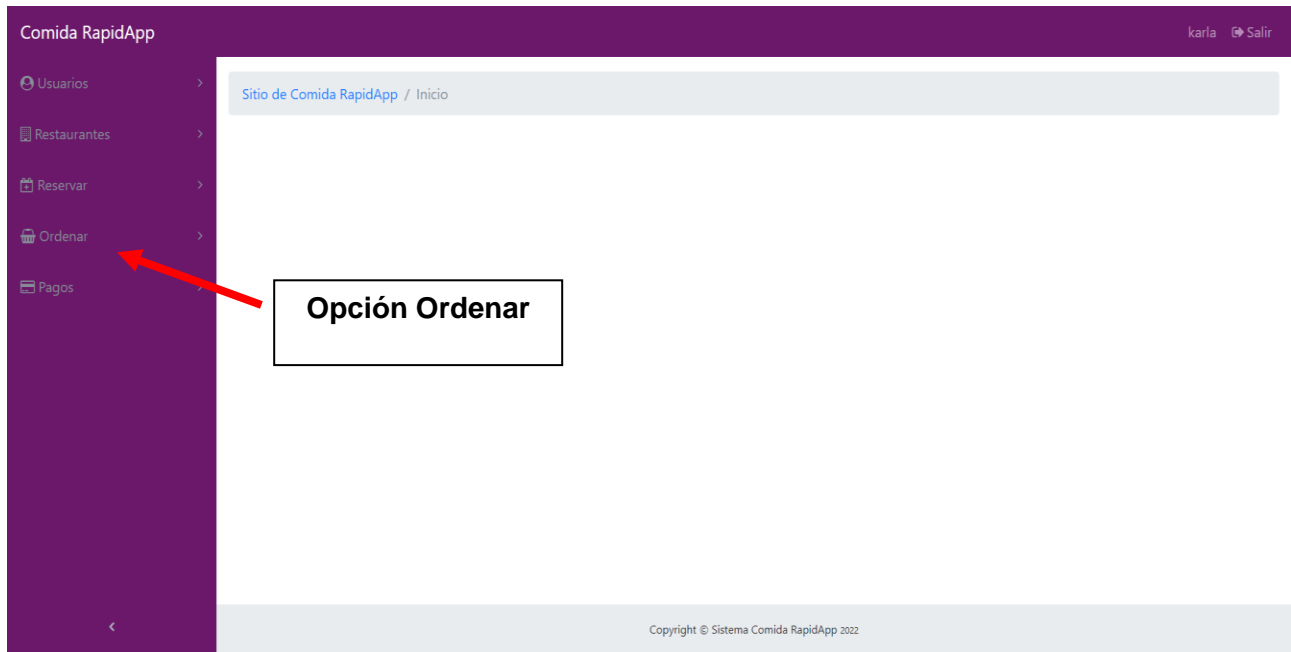 Comida RapidApp
karla Salir
Usuarios
Sitio de Comida RapidApp / Inicio
Restaurantes
Reservar
Ordenar
Pagos
Opción Ordenar
Copyright © Sistema Comida RapidApp 2022